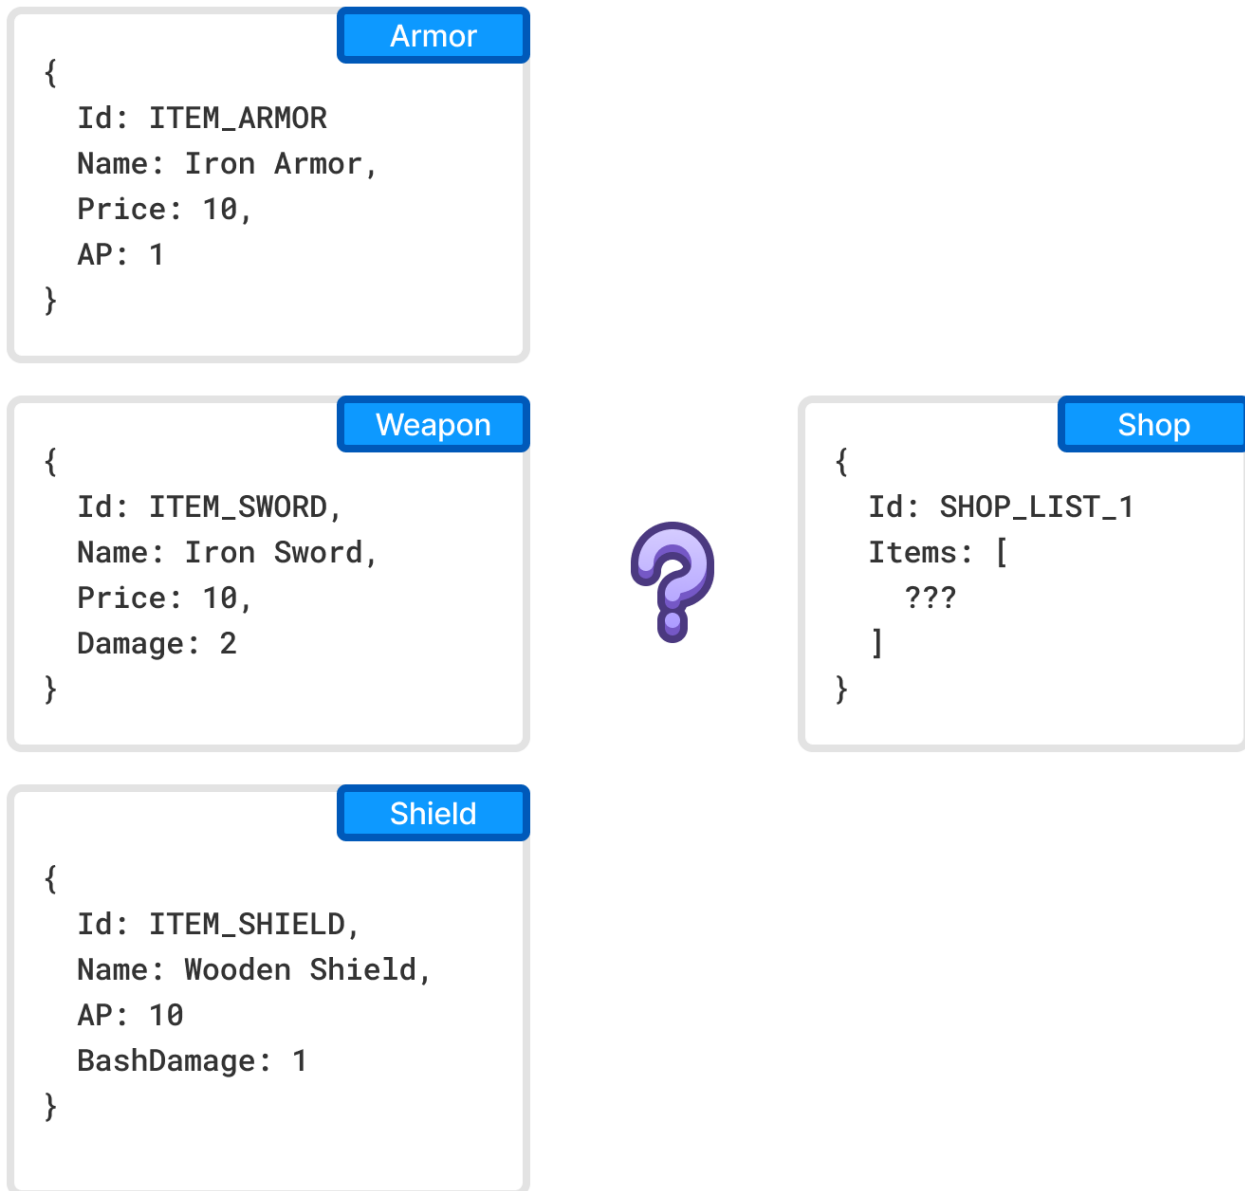 Armor
{
Id: ITEM_ARMOR
Name: Iron Armor,
Price: 10,
AP: 1
}
Weapon
{
Id: ITEM_SWORD,
Name: Iron Sword,
Price: 10,
Damage: 2
}
Shield
{
Id: ITEM_SHIELD,
Name: Wooden Shield,
AP: 10
BashDamage: 1
}
?
Shop
{
Id: SHOP_LIST_1
Items: [
???
]
}